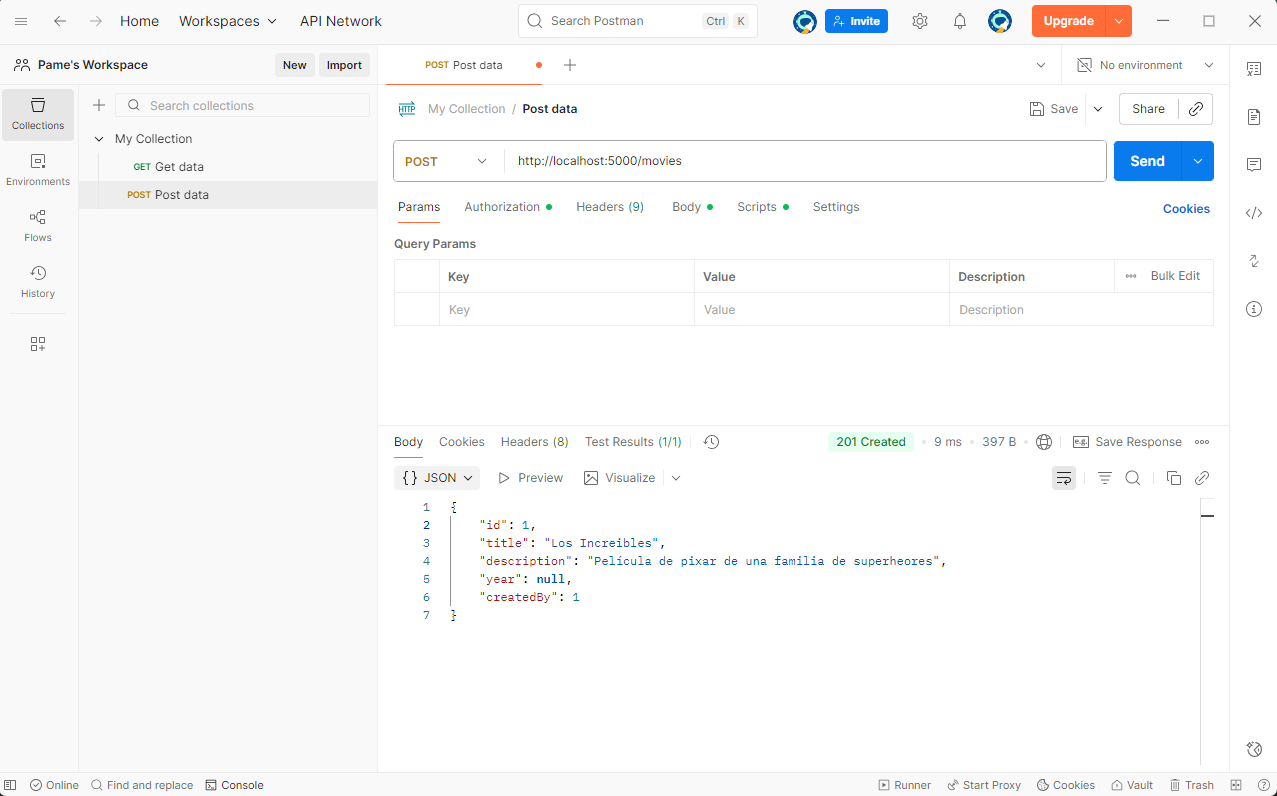 Home Workspaces API Network Search Postman Ctrl K Invite Upgrade
Pame's Workspace New Import POST Post data No environment
Collections Search collections My Collection / Post data Save Share
My Collection
GET Get data POST http://localhost:5000/movies Send
Environments
POST Post data
Params Authorization Headers (9) Body Scripts Settings Cookies
Flows
Query Params
Key Value Description Bulk Edit
History
Key Value Description
Body Cookies Headers (8) Test Results (1/1) 201 Created 9 ms 397 B e.g. Save Response
{} JSON Preview Visualize
1 {
2 "id": 1,
3 "title": "Los Increibles",
4 "description": "Película de pixar de una familia de superheores",
5 "year": null,
6 "createdBy": 1
7 }
Online Find and replace Console Runner Start Proxy Cookies Vault Trash